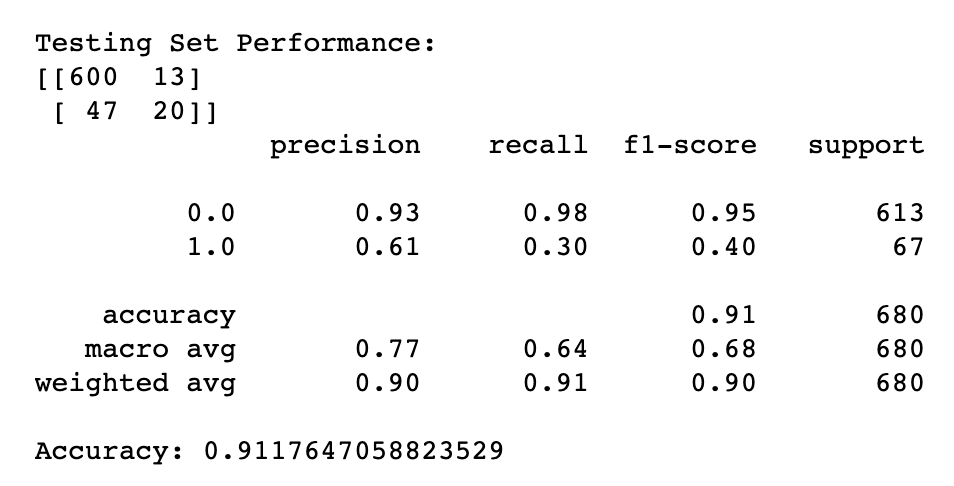 Testing Set Performance:
[[600  13]
 [ 47  20]]
              precision    recall  f1-score   support

         0.0       0.93      0.98      0.95       613
         1.0       0.61      0.30      0.40        67

    accuracy                           0.91       680
   macro avg       0.77      0.64      0.68       680
weighted avg       0.90      0.91      0.90       680

Accuracy: 0.9117647058823529